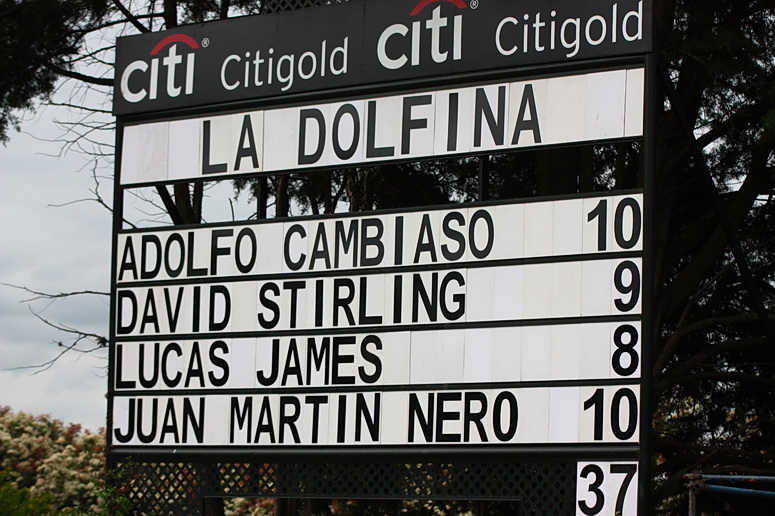 citi® Citigold citi® Citigold
LA DOLFINA
ADOLFO CAMBIASO 10
DAVID STIRLING 9
LUCAS JAMES 8
JUAN MARTIN NERO 10
37